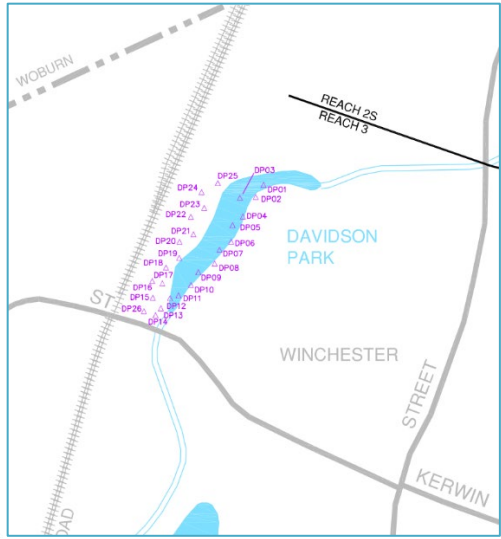 WOBURN
REACH 2S
REACH 3
DP03
DP25
DP01
DP24
DP02
DP23
DP22
DP04
DP05
DP21
DP20
DP06
DP07
DP19
DP08
DP18
DP09
DP17
DP16
DP10
DP15
DP11
DP12
DP26
DP13
DP14
DAVIDSON
PARK
ST
WINCHESTER
STREET
KERWIN
OAD